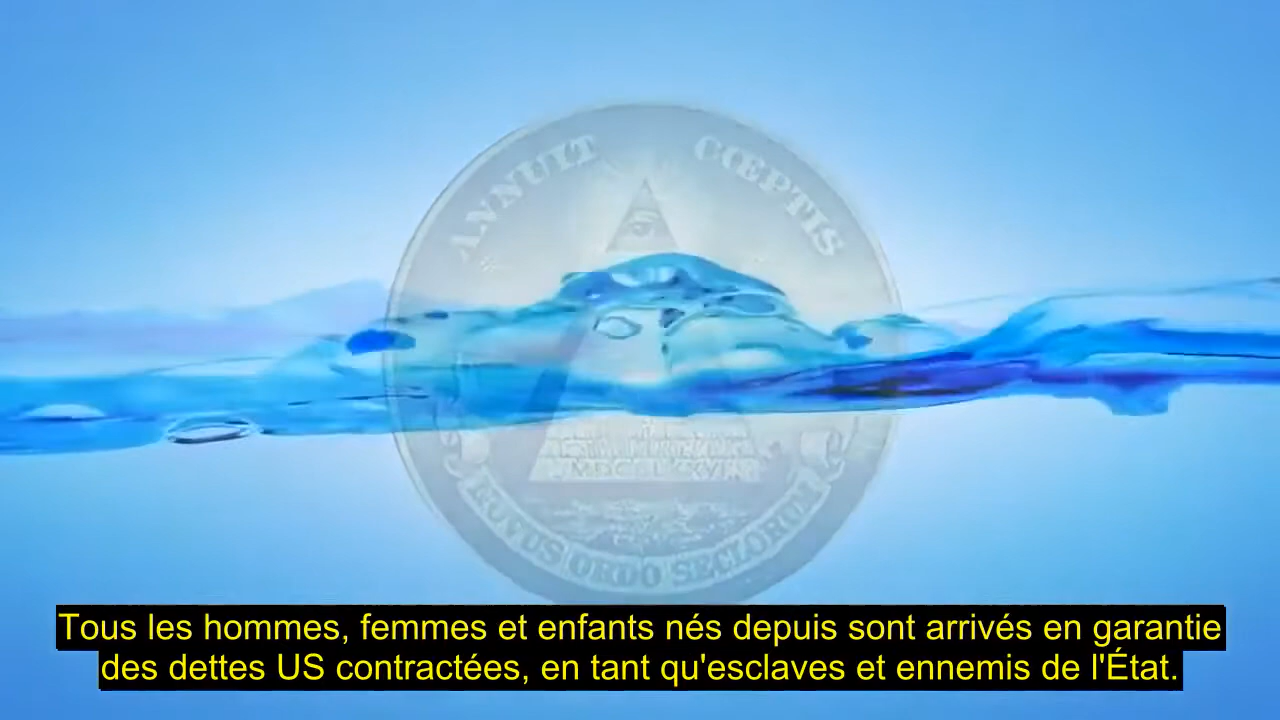 ANNUIT CŒPTIS
MDCCLXXVI
NOVUS ORDO SECLORUM
Tous les hommes, femmes et enfants nés depuis sont arrivés en garantie
des dettes US contractées, en tant qu'esclaves et ennemis de l'État.